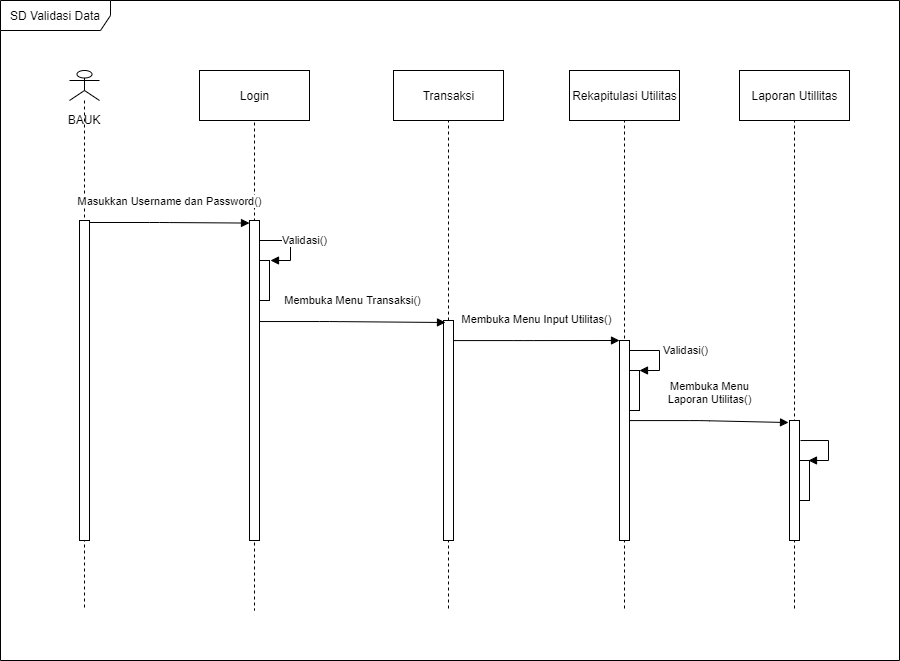 SD Validasi Data
BAUK
Login
Transaksi
Rekapitulasi Utilitas
Laporan Utillitas
Masukkan Username dan Password()
Validasi()
Membuka Menu Transaksi()
Membuka Menu Input Utilitas()
Validasi()
Membuka Menu
Laporan Utilitas()